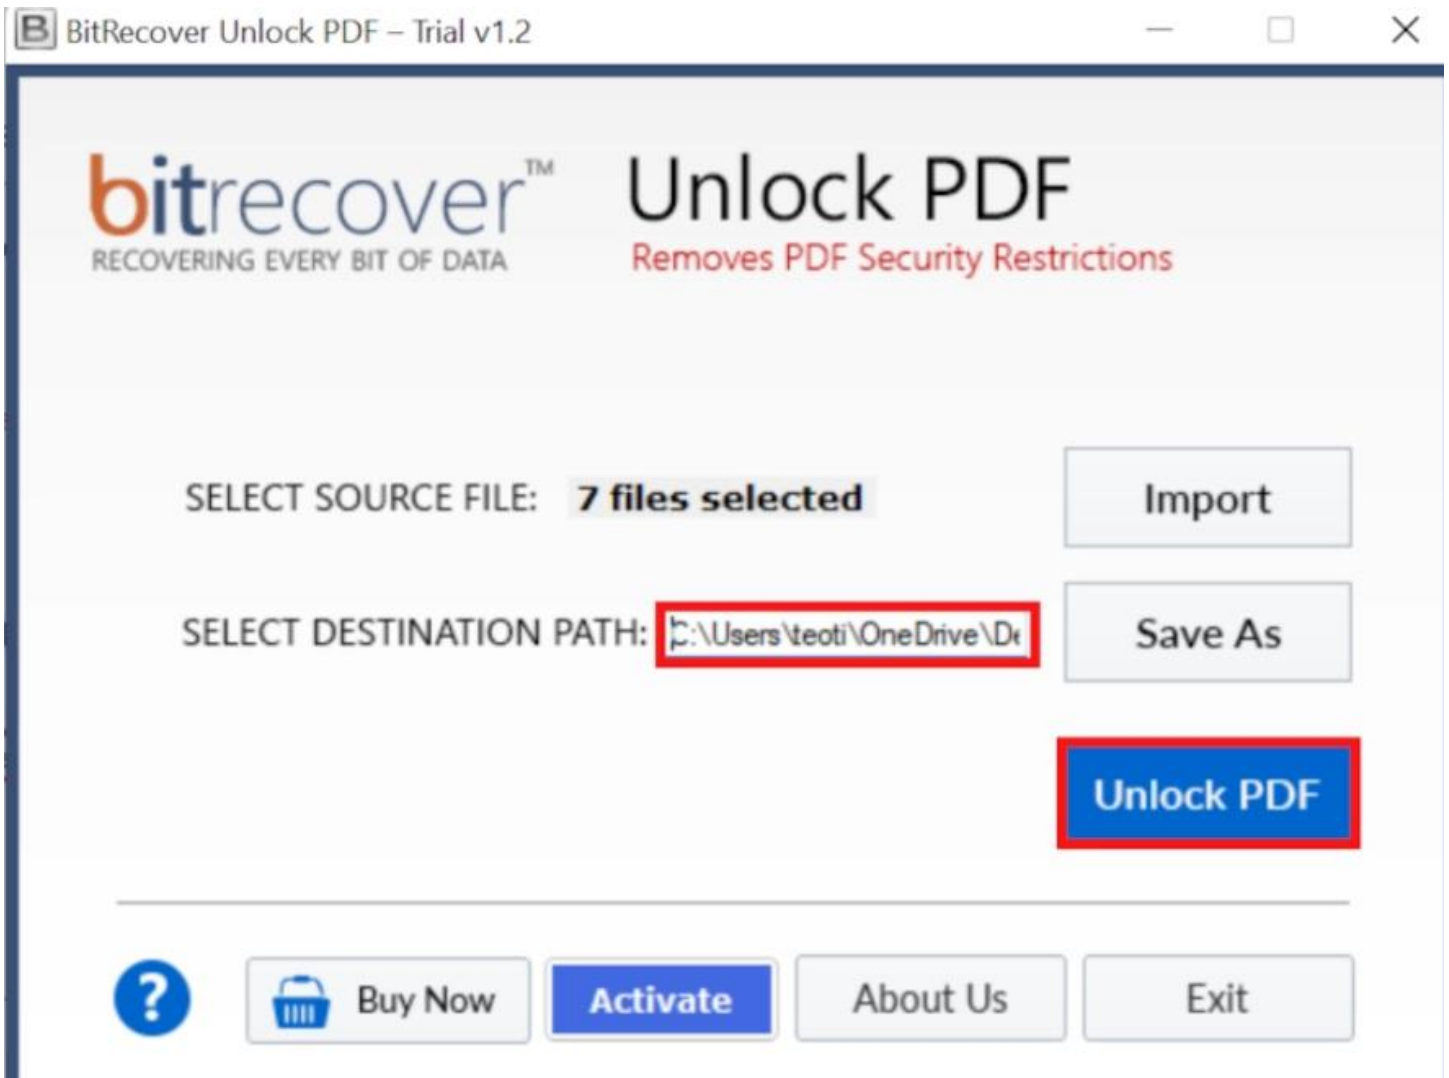 B BitRecover Unlock PDF – Trial v1.2
bitrecover™ Unlock PDF
RECOVERING EVERY BIT OF DATA Removes PDF Security Restrictions
SELECT SOURCE FILE: 7 files selected Import
SELECT DESTINATION PATH: C:\Users\teoti\OneDrive\De Save As
Unlock PDF
? Buy Now Activate About Us Exit